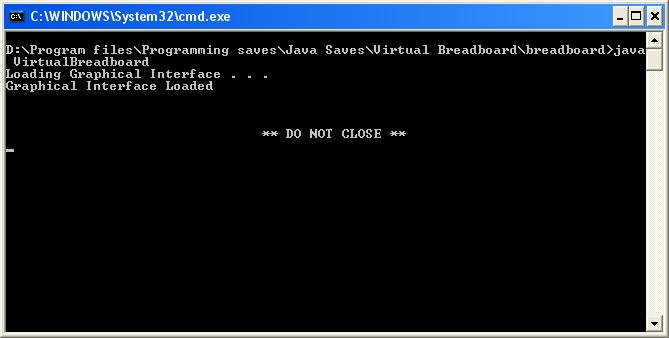 C:\WINDOWS\System32\cmd.exe
D:\Program files\Programming saves\Java Saves\Virtual Breadboard\breadboard>java
VirtualBreadboard
Loading Graphical Interface . . .
Graphical Interface Loaded
** DO NOT CLOSE **